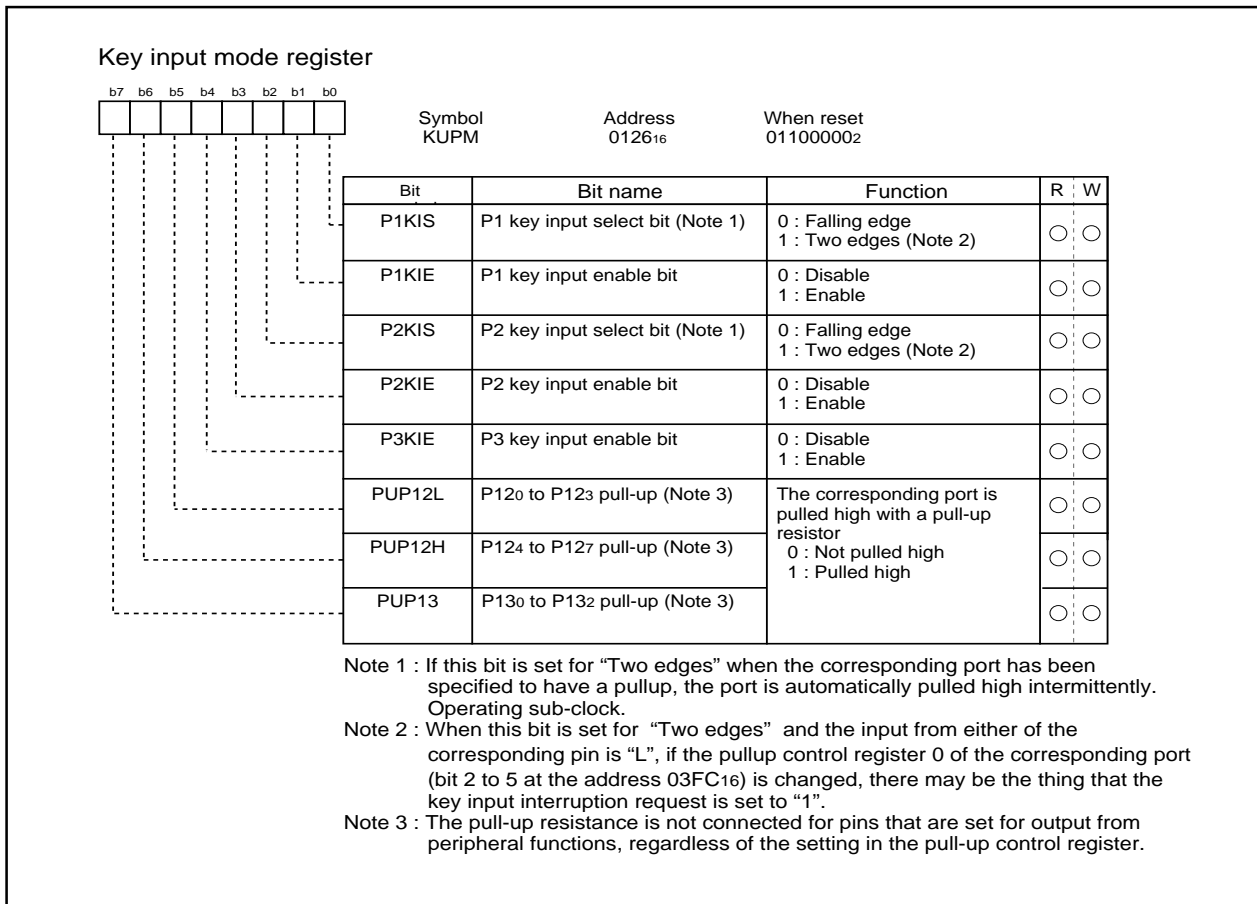 Key input mode register
b7 b6 b5 b4 b3 b2 b1 b0
Symbol Address When reset
KUPM 012616 011000002
Bit Bit name Function R W
P1KIS P1 key input select bit (Note 1) 0 : Falling edge
1 : Two edges (Note 2)
P1KIE P1 key input enable bit 0 : Disable
1 : Enable
P2KIS P2 key input select bit (Note 1) 0 : Falling edge
1 : Two edges (Note 2)
P2KIE P2 key input enable bit 0 : Disable
1 : Enable
P3KIE P3 key input enable bit 0 : Disable
1 : Enable
PUP12L P120 to P123 pull-up (Note 3) The corresponding port is
pulled high with a pull-up
resistor
PUP12H P124 to P127 pull-up (Note 3) 0 : Not pulled high
1 : Pulled high
PUP13 P130 to P132 pull-up (Note 3)
Note 1 : If this bit is set for “Two edges” when the corresponding port has been
specified to have a pullup, the port is automatically pulled high intermittently.
Operating sub-clock.
Note 2 : When this bit is set for “Two edges” and the input from either of the
corresponding pin is “L”, if the pullup control register 0 of the corresponding port
(bit 2 to 5 at the address 03FC16) is changed, there may be the thing that the
key input interruption request is set to “1”.
Note 3 : The pull-up resistance is not connected for pins that are set for output from
peripheral functions, regardless of the setting in the pull-up control register.